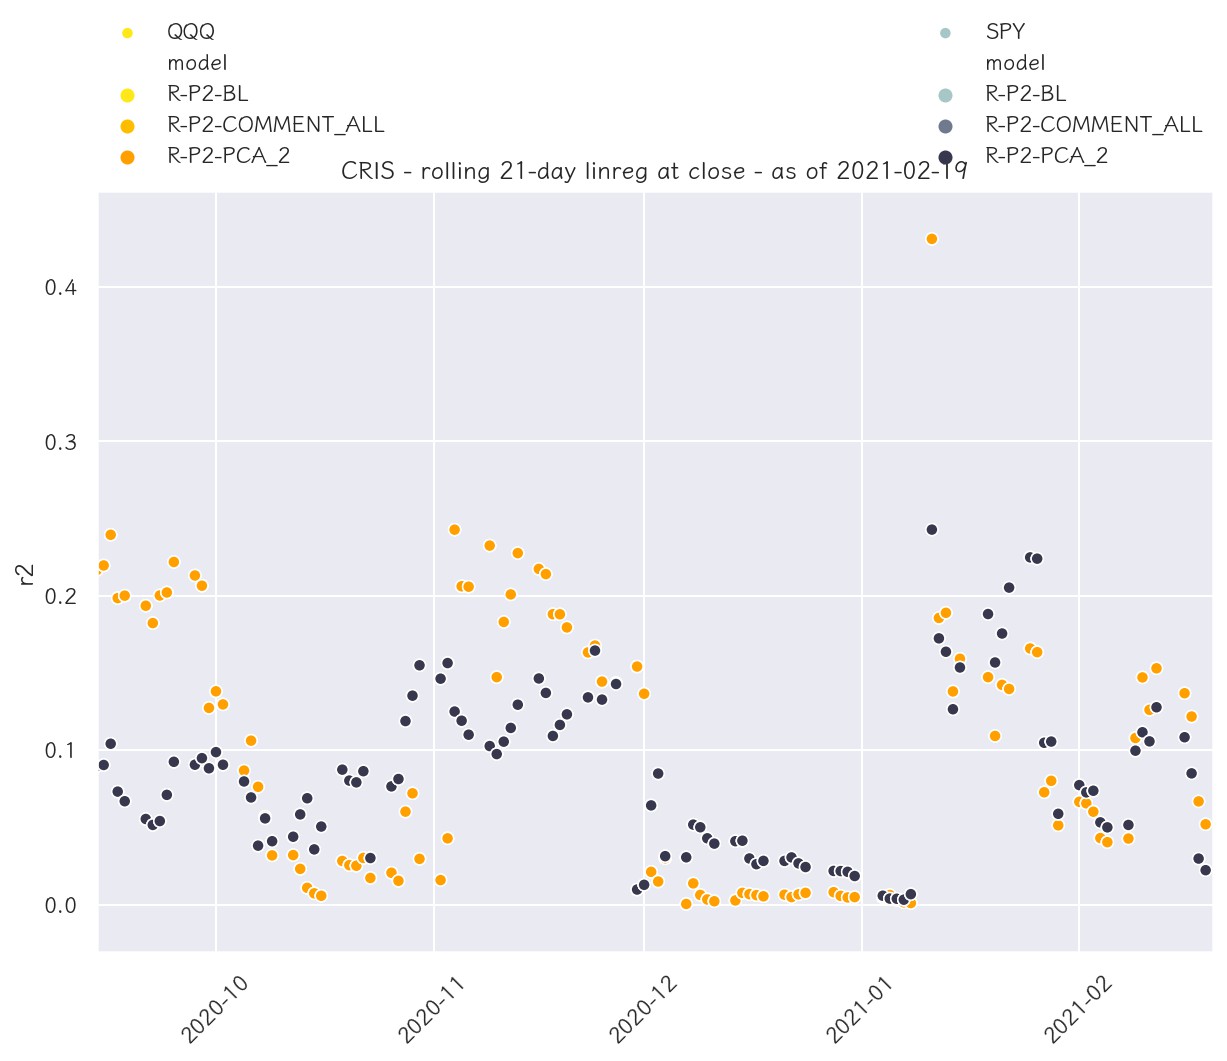 QQQ
model
R-P2-BL
R-P2-COMMENT_ALL
R-P2-PCA_2
SPY
model
R-P2-BL
R-P2-COMMENT_ALL
R-P2-PCA_2
CRIS - rolling 21-day linreg at close - as of 2021-02-19
r2
0.4
0.3
0.2
0.1
0.0
2020-10
2020-11
2020-12
2021-01
2021-02